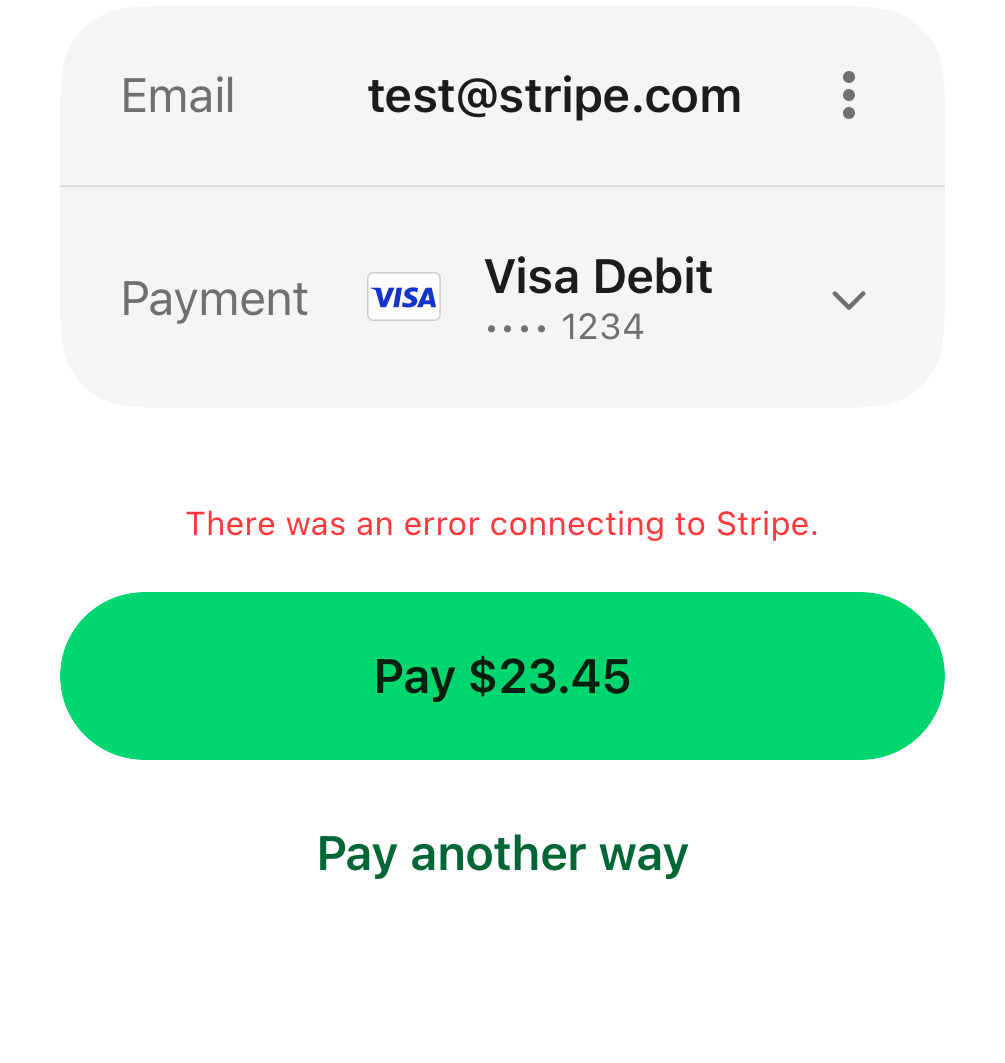 Email test@stripe.com
Payment VISA Visa Debit
•••• 1234
There was an error connecting to Stripe.
Pay $23.45
Pay another way